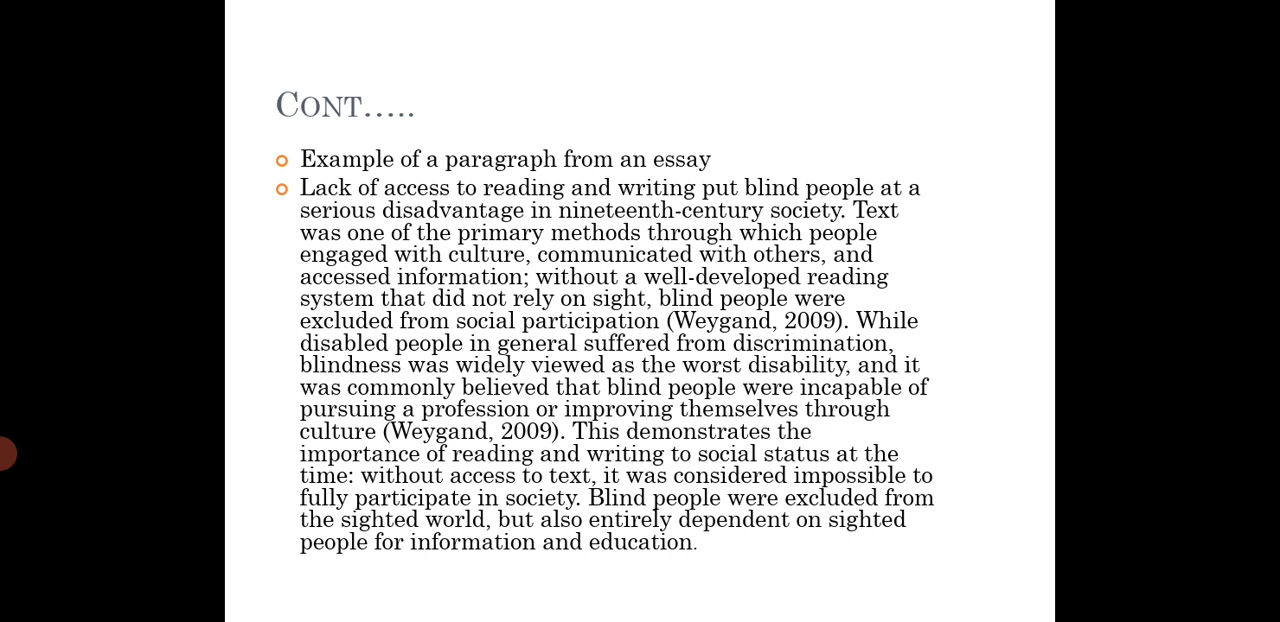 CONT.....
Example of a paragraph from an essay
Lack of access to reading and writing put blind people at a
serious disadvantage in nineteenth-century society. Text
was one of the primary methods through which people
engaged with culture, communicated with others, and
accessed information; without a well-developed reading
system that did not rely on sight, blind people were
excluded from social participation (Weygand, 2009). While
disabled people in general suffered from discrimination,
blindness was widely viewed as the worst disability, and it
was commonly believed that blind people were incapable of
pursuing a profession or improving themselves through
culture (Weygand, 2009). This demonstrates the
importance of reading and writing to social status at the
time: without access to text, it was considered impossible to
fully participate in society. Blind people were excluded from
the sighted world, but also entirely dependent on sighted
people for information and education.